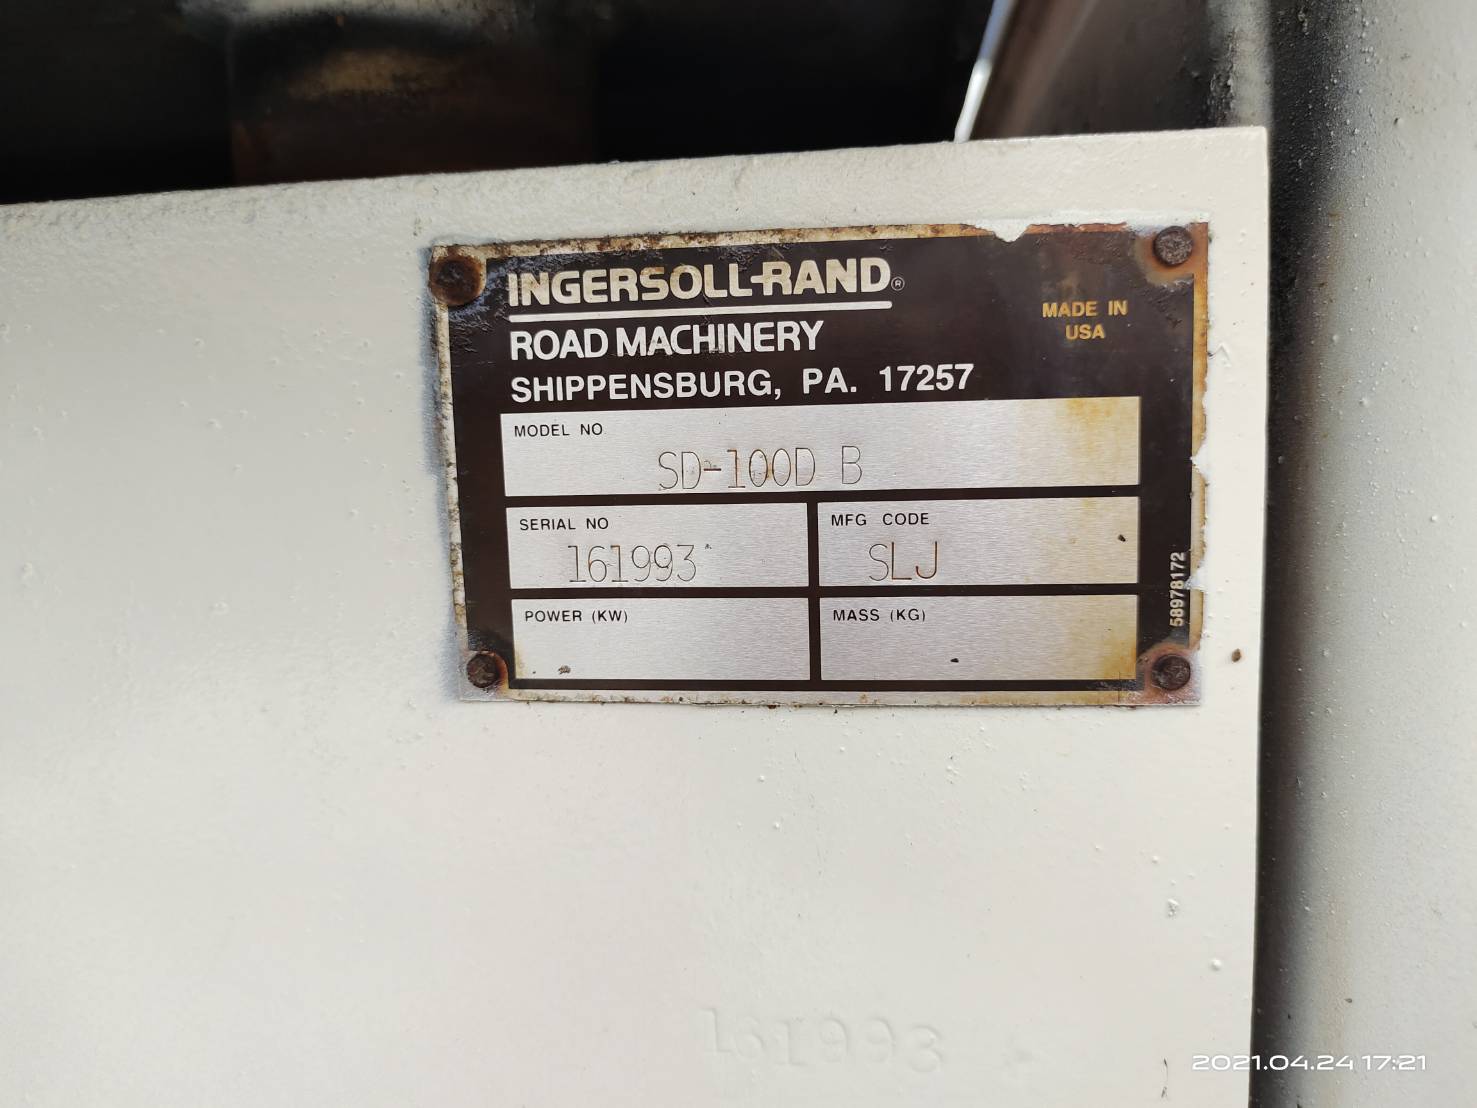 INGERSOLL-RAND®
ROAD MACHINERY
SHIPPENSBURG, PA. 17257
MADE IN
USA
MODEL NO
SD-100D B
SERIAL NO
161993
MFG CODE
SLJ
POWER (KW)
MASS (KG)
58978172
161993
2021.04.24 17:21